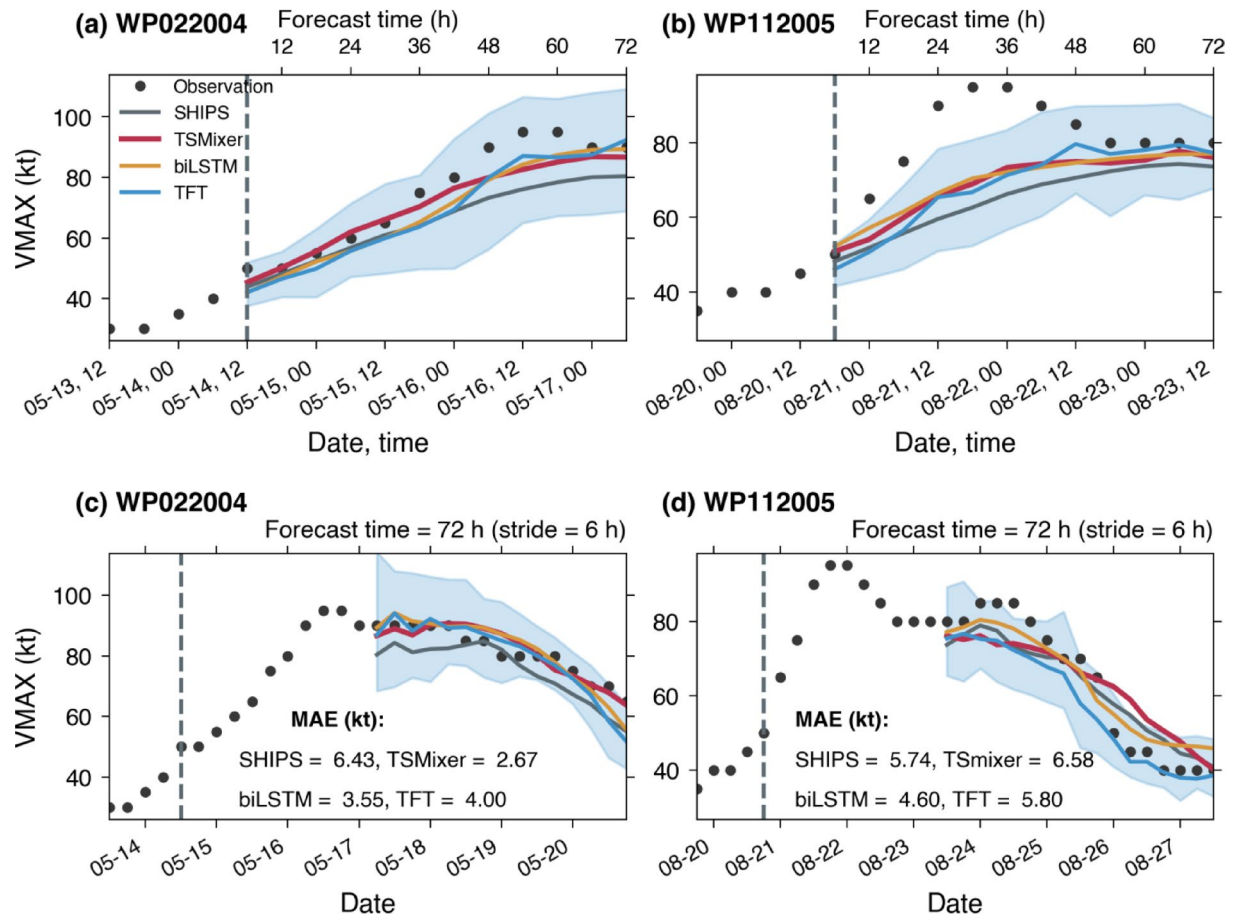 (a) WP022004
Forecast time (h)
12 24 36 48 60 72
Observation
SHIPS
TSMixer
biLSTM
TFT
VMAX (kt)
100
80
60
40
05-13, 12
05-14, 00
05-14, 12
05-15, 00
05-15, 12
05-16, 00
05-16, 12
05-17, 00
Date, time
(b) WP112005
Forecast time (h)
12 24 36 48 60 72
80
60
40
08-20, 00
08-20, 12
08-21, 00
08-21, 12
08-22, 00
08-22, 12
08-23, 00
08-23, 12
Date, time
(c) WP022004
Forecast time = 72 h (stride = 6 h)
VMAX (kt)
100
80
60
40
MAE (kt):
SHIPS = 6.43, TSMixer = 2.67
biLSTM = 3.55, TFT = 4.00
05-14
05-15
05-16
05-17
05-18
05-19
05-20
Date
(d) WP112005
Forecast time = 72 h (stride = 6 h)
80
60
40
MAE (kt):
SHIPS = 5.74, TSmixer = 6.58
biLSTM = 4.60, TFT = 5.80
08-20
08-21
08-22
08-23
08-24
08-25
08-26
08-27
Date